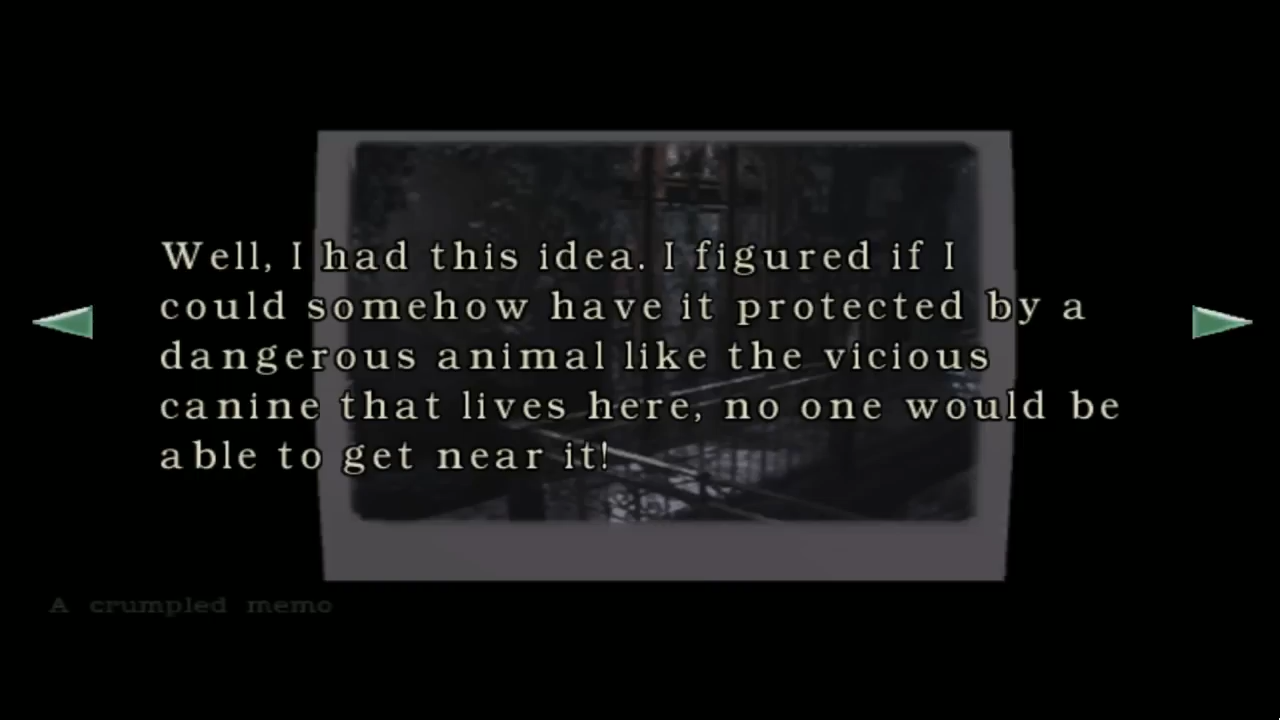 Well, I had this idea. I figured if I
could somehow have it protected by a
dangerous animal like the vicious
canine that lives here, no one would be
able to get near it!
A crumpled memo